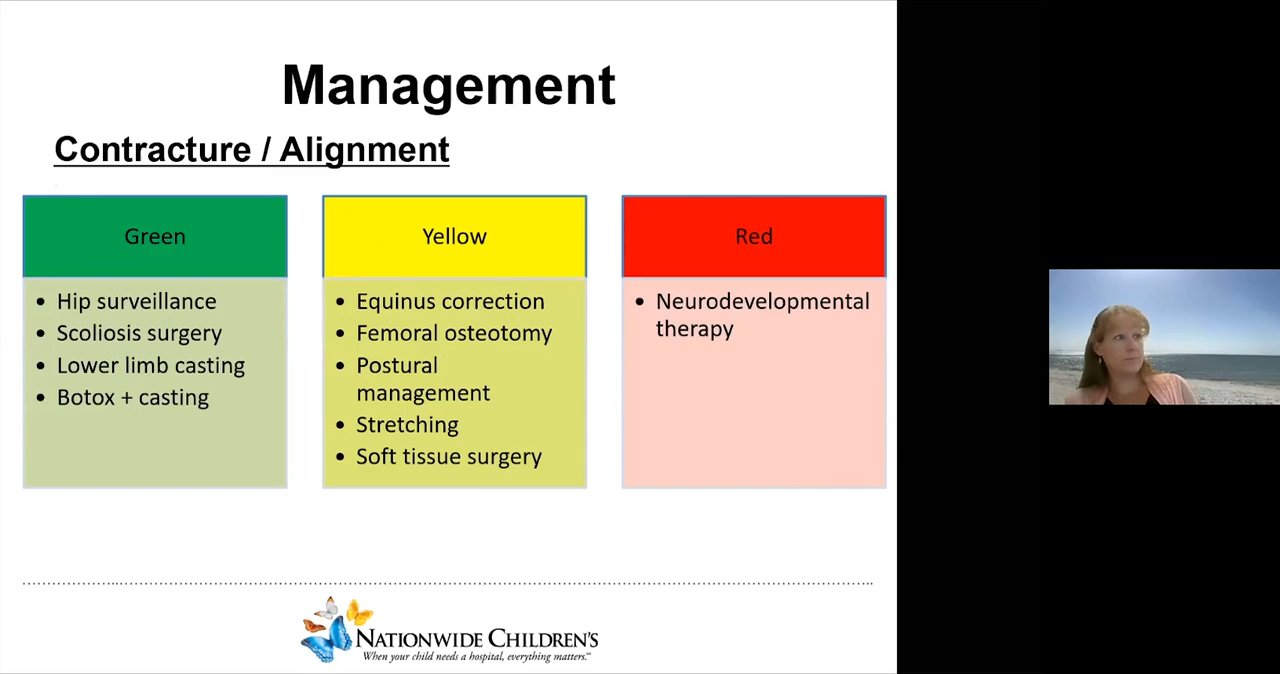 Management
Contracture / Alignment
Green
• Hip surveillance
• Scoliosis surgery
• Lower limb casting
• Botox + casting
Yellow
• Equinus correction
• Femoral osteotomy
• Postural
management
• Stretching
• Soft tissue surgery
Red
• Neurodevelopmental
therapy
NATIONWIDE CHILDREN'S
When your child needs a hospital, everything matters.℠